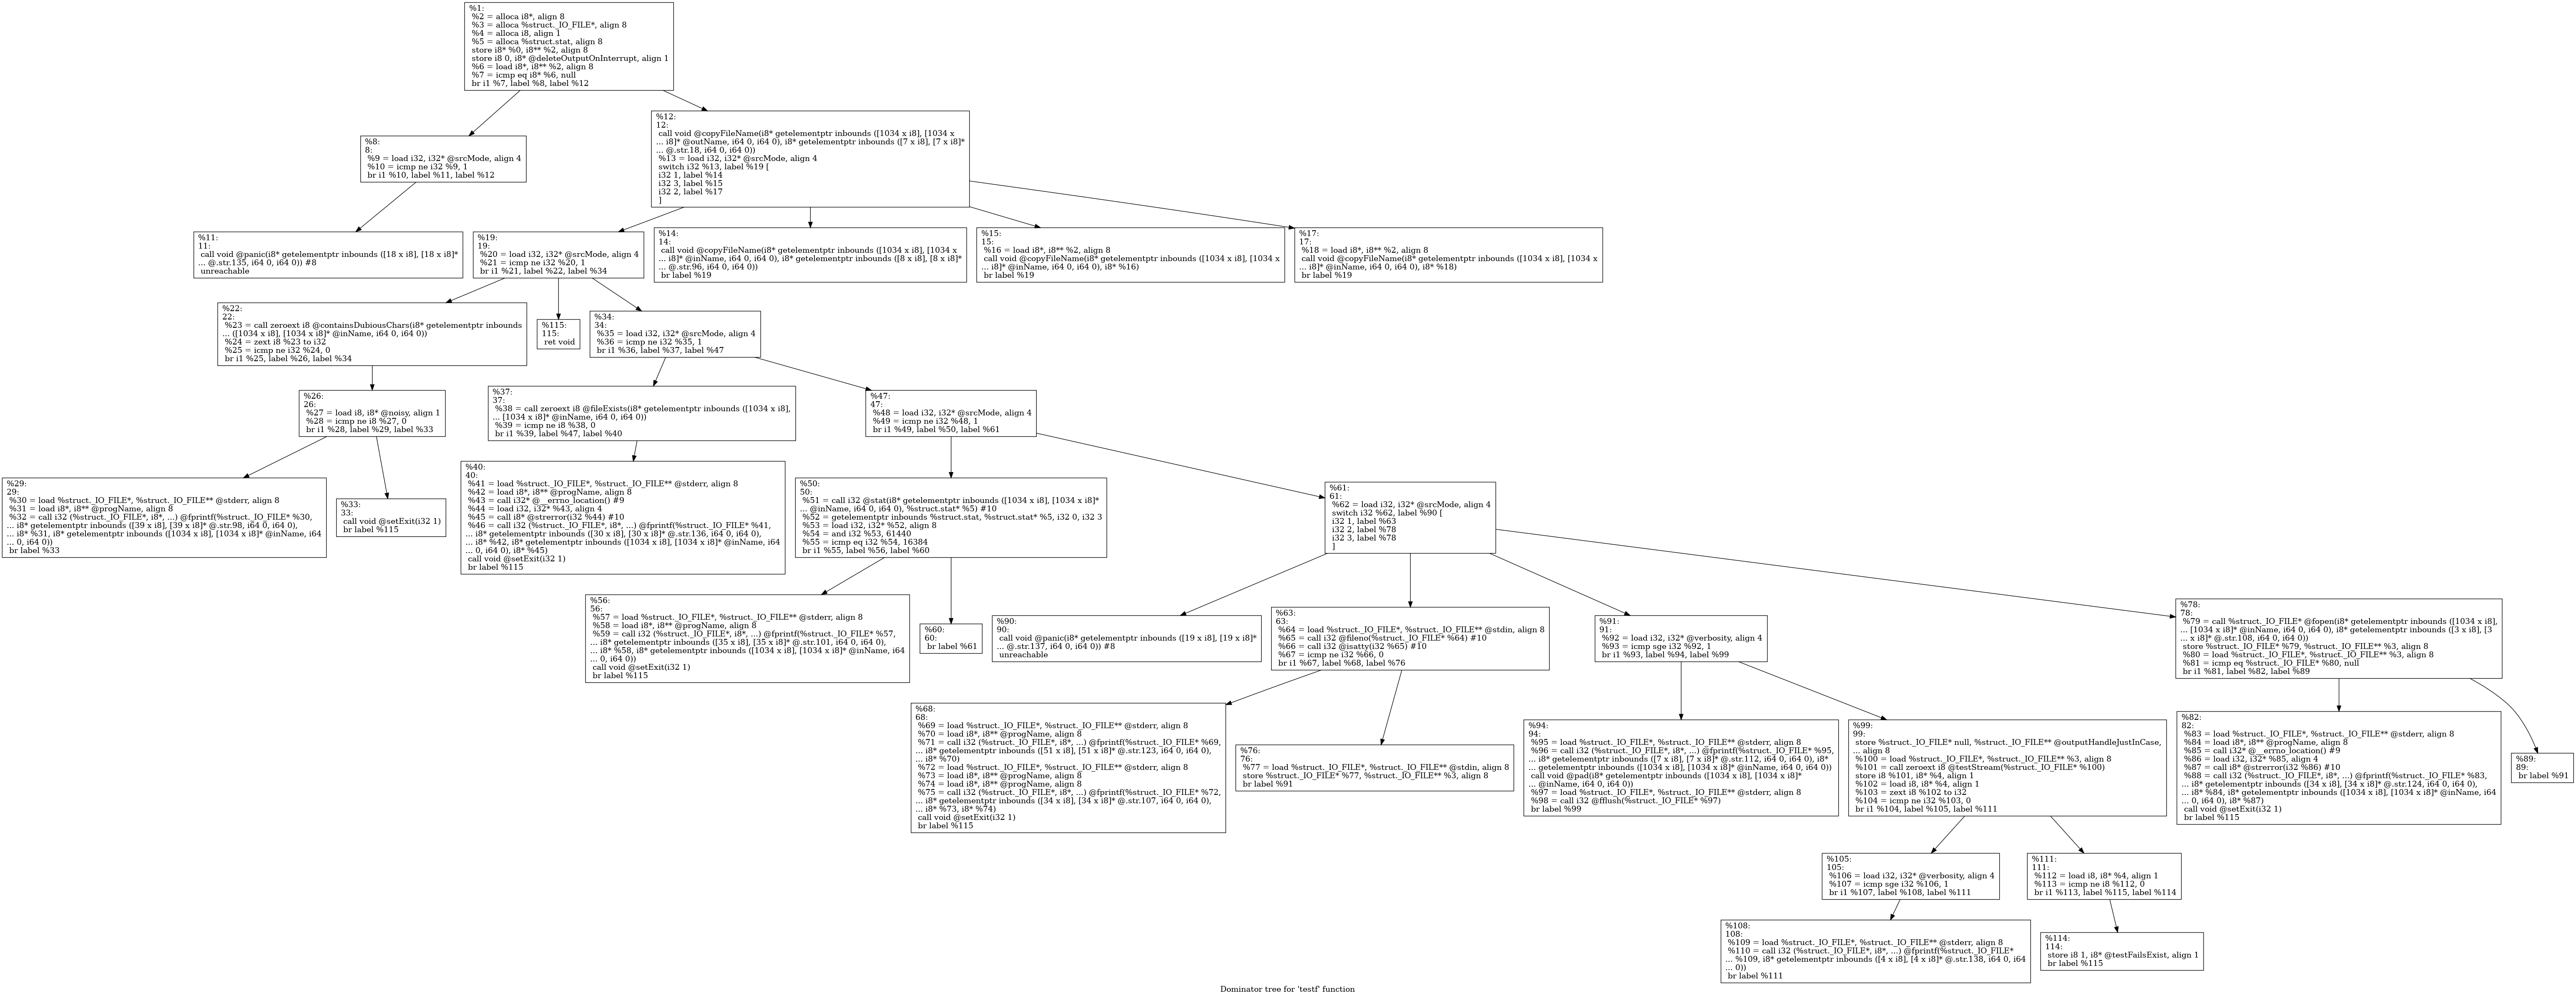 %1:
%2 = alloca i8*, align 8
%3 = alloca %struct._IO_FILE*, align 8
%4 = alloca i8, align 1
%5 = alloca %struct.stat, align 8
store i8* %0, i8** %2, align 8
store i8 0, i8* @deleteOutputOnInterrupt, align 1
%6 = load i8*, i8** %2, align 8
%7 = icmp eq i8* %6, null
br i1 %7, label %8, label %12
%8:
8:
%9 = load i32, i32* @srcMode, align 4
%10 = icmp ne i32 %9, 1
br i1 %10, label %11, label %12
%12:
12:
call void @copyFileName(i8* getelementptr inbounds ([1034 x i8], [1034 x
... i8]* @outName, i64 0, i64 0), i8* getelementptr inbounds ([7 x i8], [7 x i8]*
... @.str.18, i64 0, i64 0))
%13 = load i32, i32* @srcMode, align 4
switch i32 %13, label %19 [
i32 1, label %14
i32 3, label %15
i32 2, label %17
]
%11:
11:
call void @panic(i8* getelementptr inbounds ([18 x i8], [18 x i8]*
... @.str.135, i64 0, i64 0)) #8
unreachable
%19:
19:
%20 = load i32, i32* @srcMode, align 4
%21 = icmp ne i32 %20, 1
br i1 %21, label %22, label %34
%14:
14:
call void @copyFileName(i8* getelementptr inbounds ([1034 x i8], [1034 x
... i8]* @inName, i64 0, i64 0), i8* getelementptr inbounds ([8 x i8], [8 x i8]*
... @.str.96, i64 0, i64 0))
br label %19
%15:
15:
%16 = load i8*, i8** %2, align 8
call void @copyFileName(i8* getelementptr inbounds ([1034 x i8], [1034 x
... i8]* @inName, i64 0, i64 0), i8* %16)
br label %19
%17:
17:
%18 = load i8*, i8** %2, align 8
call void @copyFileName(i8* getelementptr inbounds ([1034 x i8], [1034 x
... i8]* @inName, i64 0, i64 0), i8* %18)
br label %19
%22:
22:
%23 = call zeroext i8 @containsDubiousChars(i8* getelementptr inbounds
... ([1034 x i8], [1034 x i8]* @inName, i64 0, i64 0))
%24 = zext i8 %23 to i32
%25 = icmp ne i32 %24, 0
br i1 %25, label %26, label %34
%115:
115:
ret void
%34:
34:
%35 = load i32, i32* @srcMode, align 4
%36 = icmp ne i32 %35, 1
br i1 %36, label %37, label %47
%26:
26:
%27 = load i8, i8* @noisy, align 1
%28 = icmp ne i8 %27, 0
br i1 %28, label %29, label %33
%37:
37:
%38 = call zeroext i8 @fileExists(i8* getelementptr inbounds ([1034 x i8],
... [1034 x i8]* @inName, i64 0, i64 0))
%39 = icmp ne i8 %38, 0
br i1 %39, label %47, label %40
%47:
47:
%48 = load i32, i32* @srcMode, align 4
%49 = icmp ne i32 %48, 1
br i1 %49, label %50, label %61
%29:
29:
%30 = load %struct._IO_FILE*, %struct._IO_FILE** @stderr, align 8
%31 = load i8*, i8** @progName, align 8
%32 = call i32 (%struct._IO_FILE*, i8*, ...) @fprintf(%struct._IO_FILE* %30,
... i8* getelementptr inbounds ([39 x i8], [39 x i8]* @.str.98, i64 0, i64 0),
... i8* %31, i8* getelementptr inbounds ([1034 x i8], [1034 x i8]* @inName, i64
... 0, i64 0))
br label %33
%33:
33:
call void @setExit(i32 1)
br label %115
%40:
40:
%41 = load %struct._IO_FILE*, %struct._IO_FILE** @stderr, align 8
%42 = load i8*, i8** @progName, align 8
%43 = call i32* @__errno_location() #9
%44 = load i32, i32* %43, align 4
%45 = call i8* @strerror(i32 %44) #10
%46 = call i32 (%struct._IO_FILE*, i8*, ...) @fprintf(%struct._IO_FILE* %41,
... i8* getelementptr inbounds ([30 x i8], [30 x i8]* @.str.136, i64 0, i64 0),
... i8* %42, i8* getelementptr inbounds ([1034 x i8], [1034 x i8]* @inName, i64
... 0, i64 0), i8* %45)
call void @setExit(i32 1)
br label %115
%50:
50:
%51 = call i32 @stat(i8* getelementptr inbounds ([1034 x i8], [1034 x i8]*
... @inName, i64 0, i64 0), %struct.stat* %5) #10
%52 = getelementptr inbounds %struct.stat, %struct.stat* %5, i32 0, i32 3
%53 = load i32, i32* %52, align 8
%54 = and i32 %53, 61440
%55 = icmp eq i32 %54, 16384
br i1 %55, label %56, label %60
%61:
61:
%62 = load i32, i32* @srcMode, align 4
switch i32 %62, label %90 [
i32 1, label %63
i32 2, label %78
i32 3, label %78
]
%56:
56:
%57 = load %struct._IO_FILE*, %struct._IO_FILE** @stderr, align 8
%58 = load i8*, i8** @progName, align 8
%59 = call i32 (%struct._IO_FILE*, i8*, ...) @fprintf(%struct._IO_FILE* %57,
... i8* getelementptr inbounds ([35 x i8], [35 x i8]* @.str.101, i64 0, i64 0),
... i8* %58, i8* getelementptr inbounds ([1034 x i8], [1034 x i8]* @inName, i64
... 0, i64 0))
call void @setExit(i32 1)
br label %115
%60:
60:
br label %61
%90:
90:
call void @panic(i8* getelementptr inbounds ([19 x i8], [19 x i8]*
... @.str.137, i64 0, i64 0)) #8
unreachable
%63:
63:
%64 = load %struct._IO_FILE*, %struct._IO_FILE** @stdin, align 8
%65 = call i32 @fileno(%struct._IO_FILE* %64) #10
%66 = call i32 @isatty(i32 %65) #10
%67 = icmp ne i32 %66, 0
br i1 %67, label %68, label %76
%91:
91:
%92 = load i32, i32* @verbosity, align 4
%93 = icmp sge i32 %92, 1
br i1 %93, label %94, label %99
%78:
78:
%79 = call %struct._IO_FILE* @fopen(i8* getelementptr inbounds ([1034 x i8],
... [1034 x i8]* @inName, i64 0, i64 0), i8* getelementptr inbounds ([3 x i8], [3
... x i8]* @.str.108, i64 0, i64 0))
store %struct._IO_FILE* %79, %struct._IO_FILE** %3, align 8
%80 = load %struct._IO_FILE*, %struct._IO_FILE** %3, align 8
%81 = icmp eq %struct._IO_FILE* %80, null
br i1 %81, label %82, label %89
%68:
68:
%69 = load %struct._IO_FILE*, %struct._IO_FILE** @stderr, align 8
%70 = load i8*, i8** @progName, align 8
%71 = call i32 (%struct._IO_FILE*, i8*, ...) @fprintf(%struct._IO_FILE* %69,
... i8* getelementptr inbounds ([51 x i8], [51 x i8]* @.str.123, i64 0, i64 0),
... i8* %70)
%72 = load %struct._IO_FILE*, %struct._IO_FILE** @stderr, align 8
%73 = load i8*, i8** @progName, align 8
%74 = load i8*, i8** @progName, align 8
%75 = call i32 (%struct._IO_FILE*, i8*, ...) @fprintf(%struct._IO_FILE* %72,
... i8* getelementptr inbounds ([34 x i8], [34 x i8]* @.str.107, i64 0, i64 0),
... i8* %73, i8* %74)
call void @setExit(i32 1)
br label %115
%76:
76:
%77 = load %struct._IO_FILE*, %struct._IO_FILE** @stdin, align 8
store %struct._IO_FILE* %77, %struct._IO_FILE** %3, align 8
br label %91
%94:
94:
%95 = load %struct._IO_FILE*, %struct._IO_FILE** @stderr, align 8
%96 = call i32 (%struct._IO_FILE*, i8*, ...) @fprintf(%struct._IO_FILE* %95,
... i8* getelementptr inbounds ([7 x i8], [7 x i8]* @.str.112, i64 0, i64 0), i8*
... getelementptr inbounds ([1034 x i8], [1034 x i8]* @inName, i64 0, i64 0))
call void @pad(i8* getelementptr inbounds ([1034 x i8], [1034 x i8]*
... @inName, i64 0, i64 0))
%97 = load %struct._IO_FILE*, %struct._IO_FILE** @stderr, align 8
%98 = call i32 @fflush(%struct._IO_FILE* %97)
br label %99
%99:
99:
store %struct._IO_FILE* null, %struct._IO_FILE** @outputHandleJustInCase,
... align 8
%100 = load %struct._IO_FILE*, %struct._IO_FILE** %3, align 8
%101 = call zeroext i8 @testStream(%struct._IO_FILE* %100)
store i8 %101, i8* %4, align 1
%102 = load i8, i8* %4, align 1
%103 = zext i8 %102 to i32
%104 = icmp ne i32 %103, 0
br i1 %104, label %105, label %111
%82:
82:
%83 = load %struct._IO_FILE*, %struct._IO_FILE** @stderr, align 8
%84 = load i8*, i8** @progName, align 8
%85 = call i32* @__errno_location() #9
%86 = load i32, i32* %85, align 4
%87 = call i8* @strerror(i32 %86) #10
%88 = call i32 (%struct._IO_FILE*, i8*, ...) @fprintf(%struct._IO_FILE* %83,
... i8* getelementptr inbounds ([34 x i8], [34 x i8]* @.str.124, i64 0, i64 0),
... i8* %84, i8* getelementptr inbounds ([1034 x i8], [1034 x i8]* @inName, i64
... 0, i64 0), i8* %87)
call void @setExit(i32 1)
br label %115
%89:
89:
br label %91
%105:
105:
%106 = load i32, i32* @verbosity, align 4
%107 = icmp sge i32 %106, 1
br i1 %107, label %108, label %111
%111:
111:
%112 = load i8, i8* %4, align 1
%113 = icmp ne i8 %112, 0
br i1 %113, label %115, label %114
%108:
108:
%109 = load %struct._IO_FILE*, %struct._IO_FILE** @stderr, align 8
%110 = call i32 (%struct._IO_FILE*, i8*, ...) @fprintf(%struct._IO_FILE*
... %109, i8* getelementptr inbounds ([4 x i8], [4 x i8]* @.str.138, i64 0, i64
... 0))
br label %111
%114:
114:
store i8 1, i8* @testFailsExist, align 1
br label %115
Dominator tree for 'testf' function